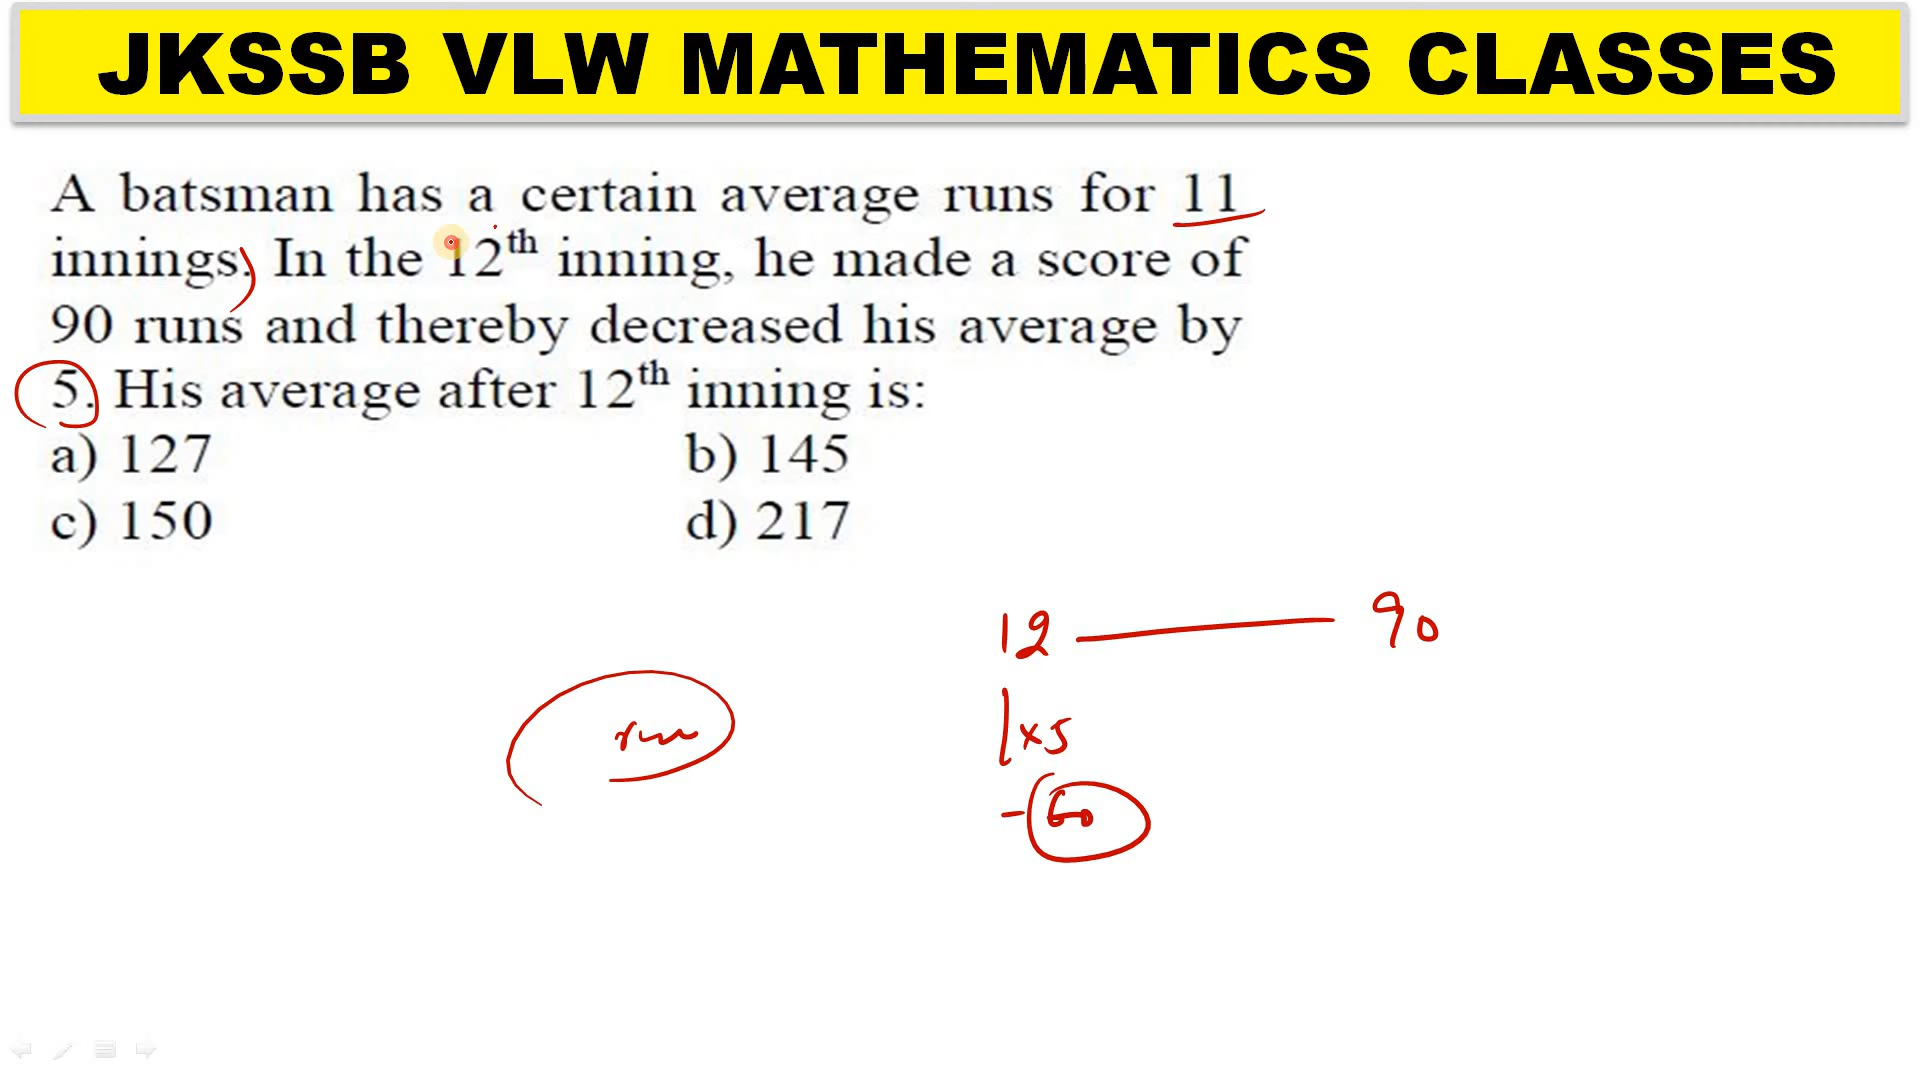 JKSSB VLW MATHEMATICS CLASSES
A batsman has a certain average runs for 11
innings. In the 12th inning, he made a score of
90 runs and thereby decreased his average by
5. His average after 12th inning is:
a) 127 b) 145
c) 150 d) 217
12 — 90
run
×5
-60